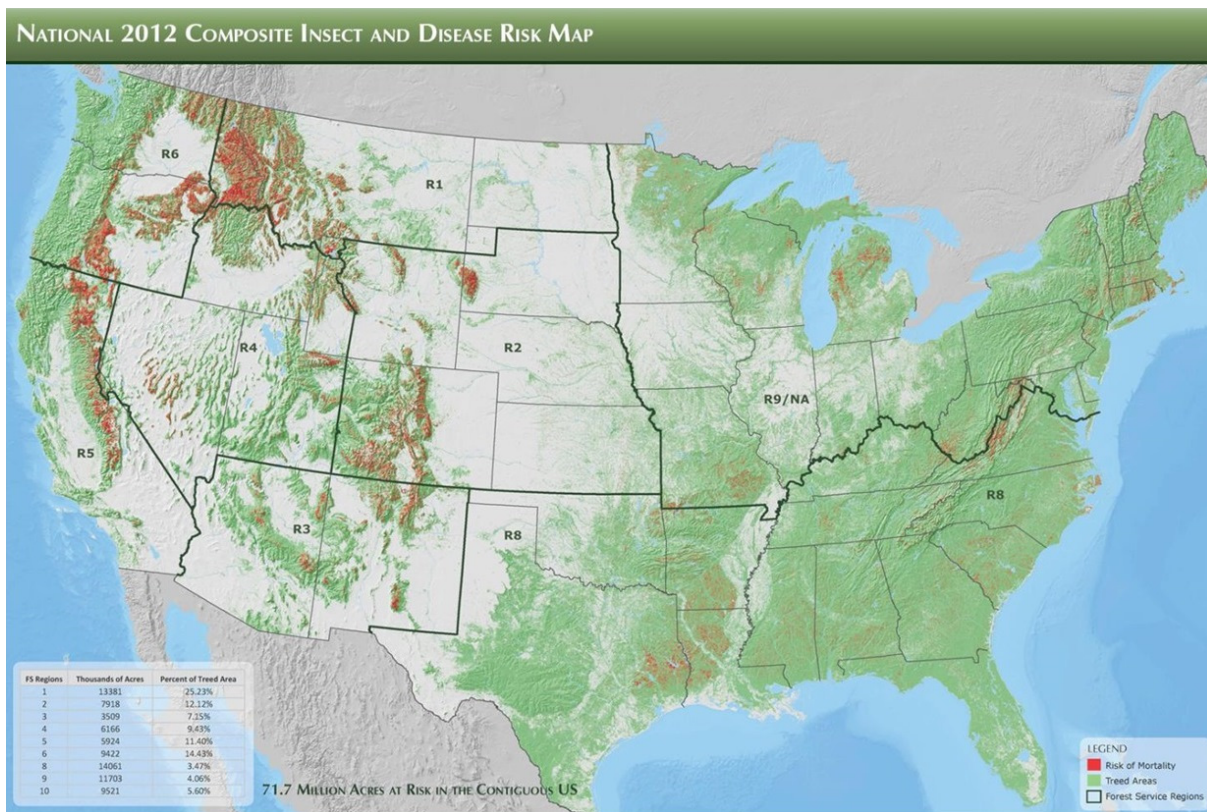 NATIONAL 2012 COMPOSITE INSECT AND DISEASE RISK MAP
R6
R1
R4
R2
R9/NA
R5
R3
R8
R8
FS Regions Thousands of Acres Percent of Treed Area
1 13381 25.23%
2 7918 12.12%
3 3509 7.15%
4 6166 9.43%
5 5924 11.40%
6 9422 14.43%
8 14061 3.47%
9 11703 4.06%
10 9521 5.60%
71.7 MILLION ACRES AT RISK IN THE CONTIGUOUS US
LEGEND
Risk of Mortality
Treed Areas
Forest Service Regions